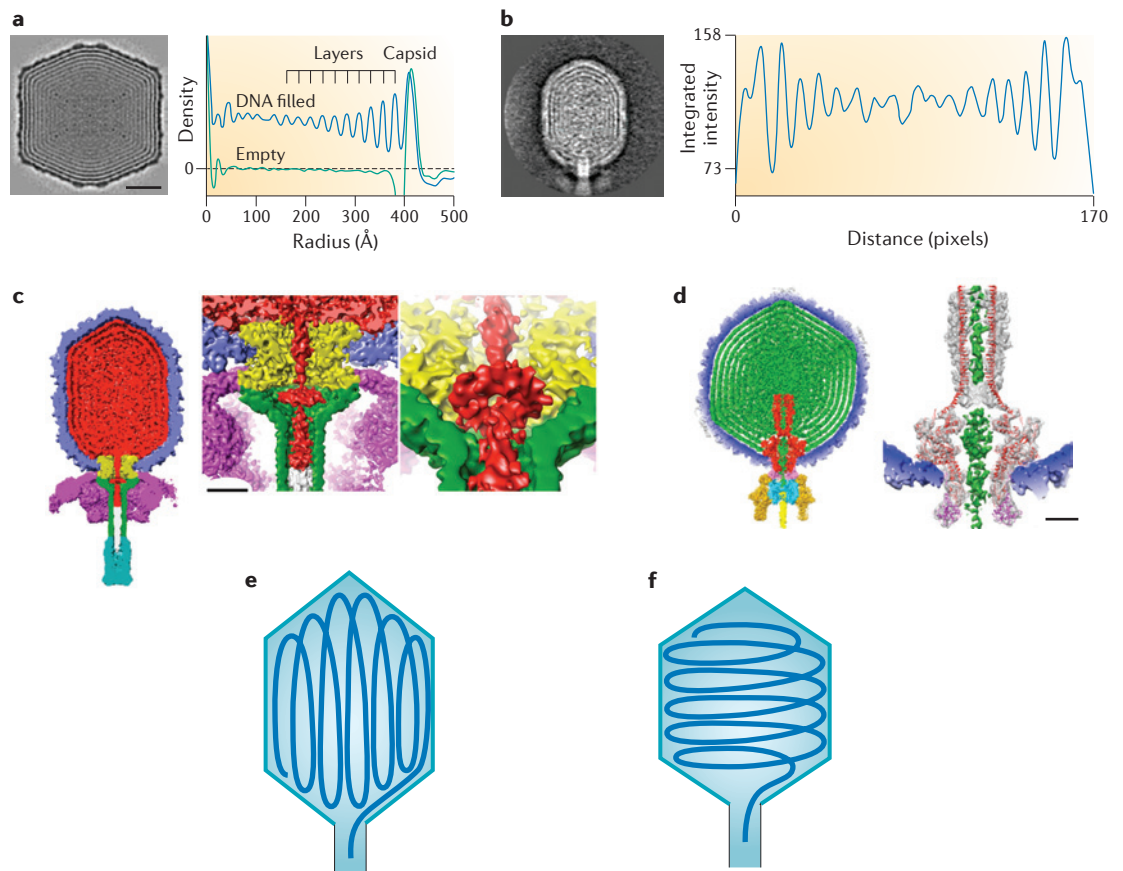 a
b
Layers
Capsid
Density
DNA filled
Empty
0
0
100
200
300
400
500
Radius (Å)
158
Integrated
intensity
73
0
170
Distance (pixels)
c
d
e
f